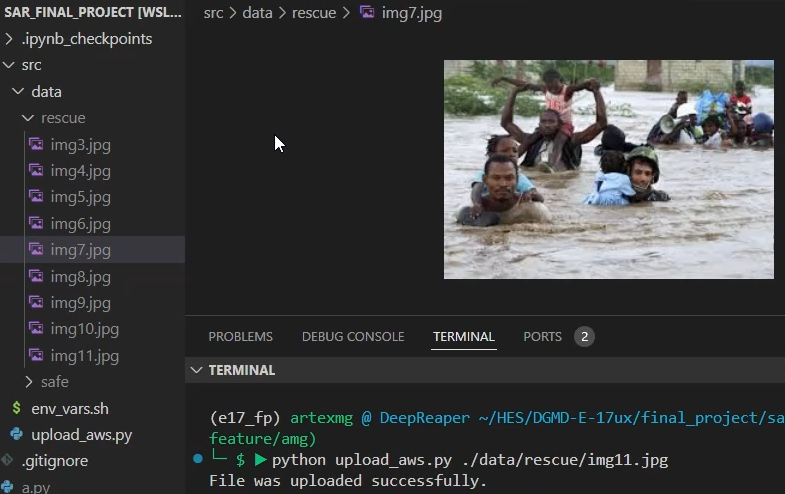 SAR_FINAL_PROJECT [WSL...
src > data > rescue > img7.jpg
> .ipynb_checkpoints
src
data
rescue
img3.jpg
img4.jpg
img5.jpg
img6.jpg
img7.jpg
img8.jpg
img9.jpg
img10.jpg
img11.jpg
> safe
$ env_vars.sh
upload_aws.py
.gitignore
a.py
PROBLEMS DEBUG CONSOLE TERMINAL PORTS 2
TERMINAL
(e17_fp) artexmg @ DeepReaper ~/HES/DGMD-E-17ux/final_project/sa
feature/amg)
└─ $ ▶ python upload_aws.py ./data/rescue/img11.jpg
File was uploaded successfully.